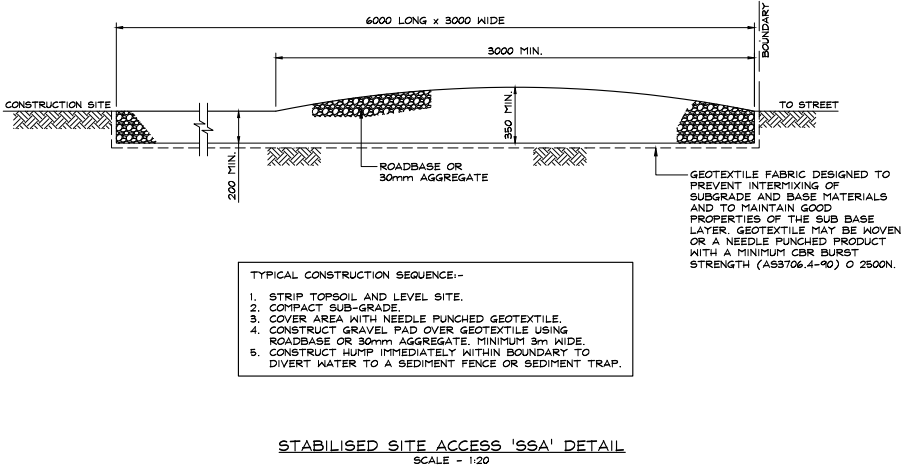 6000 LONG x 3000 WIDE
BOUNDARY
3000 MIN.
CONSTRUCTION SITE
TO STREET
350 MIN.
200 MIN.
ROADBASE OR
30mm AGGREGATE
GEOTEXTILE FABRIC DESIGNED TO
PREVENT INTERMIXING OF
SUBGRADE AND BASE MATERIALS
AND TO MAINTAIN GOOD
PROPERTIES OF THE SUB BASE
LAYER. GEOTEXTILE MAY BE WOVEN
OR A NEEDLE PUNCHED PRODUCT
WITH A MINIMUM CBR BURST
STRENGTH (AS3706.4-90) O 2500N.
TYPICAL CONSTRUCTION SEQUENCE:-
1. STRIP TOPSOIL AND LEVEL SITE.
2. COMPACT SUB-GRADE.
3. COVER AREA WITH NEEDLE PUNCHED GEOTEXTILE.
4. CONSTRUCT GRAVEL PAD OVER GEOTEXTILE USING
ROADBASE OR 30mm AGGREGATE. MINIMUM 3m WIDE.
5. CONSTRUCT HUMP IMMEDIATELY WITHIN BOUNDARY TO
DIVERT WATER TO A SEDIMENT FENCE OR SEDIMENT TRAP.
STABILISED SITE ACCESS 'SSA' DETAIL
SCALE - 1:20